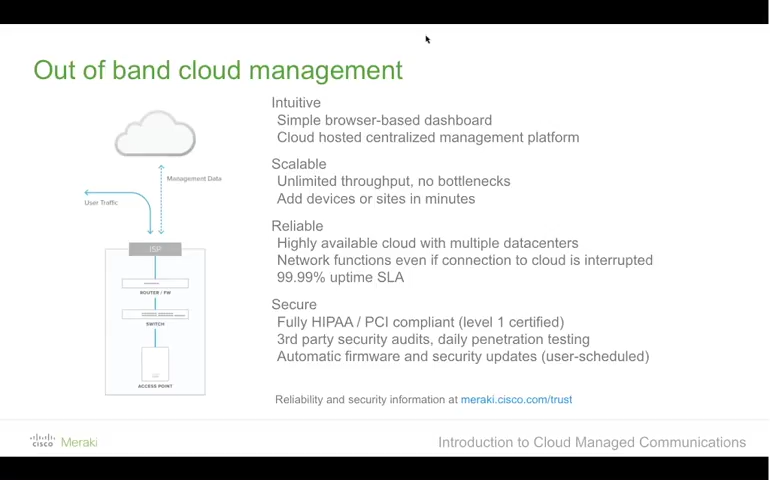 Out of band cloud management
Intuitive
Simple browser-based dashboard
Cloud hosted centralized management platform
Scalable
Unlimited throughput, no bottlenecks
Add devices or sites in minutes
Reliable
Highly available cloud with multiple datacenters
Network functions even if connection to cloud is interrupted
99.99% uptime SLA
Secure
Fully HIPAA / PCI compliant (level 1 certified)
3rd party security audits, daily penetration testing
Automatic firmware and security updates (user-scheduled)
Reliability and security information at meraki.cisco.com/trust
Management Data
User Traffic
ISP
ROUTER / FW
SWITCH
ACCESS POINT
CISCO Meraki
Introduction to Cloud Managed Communications